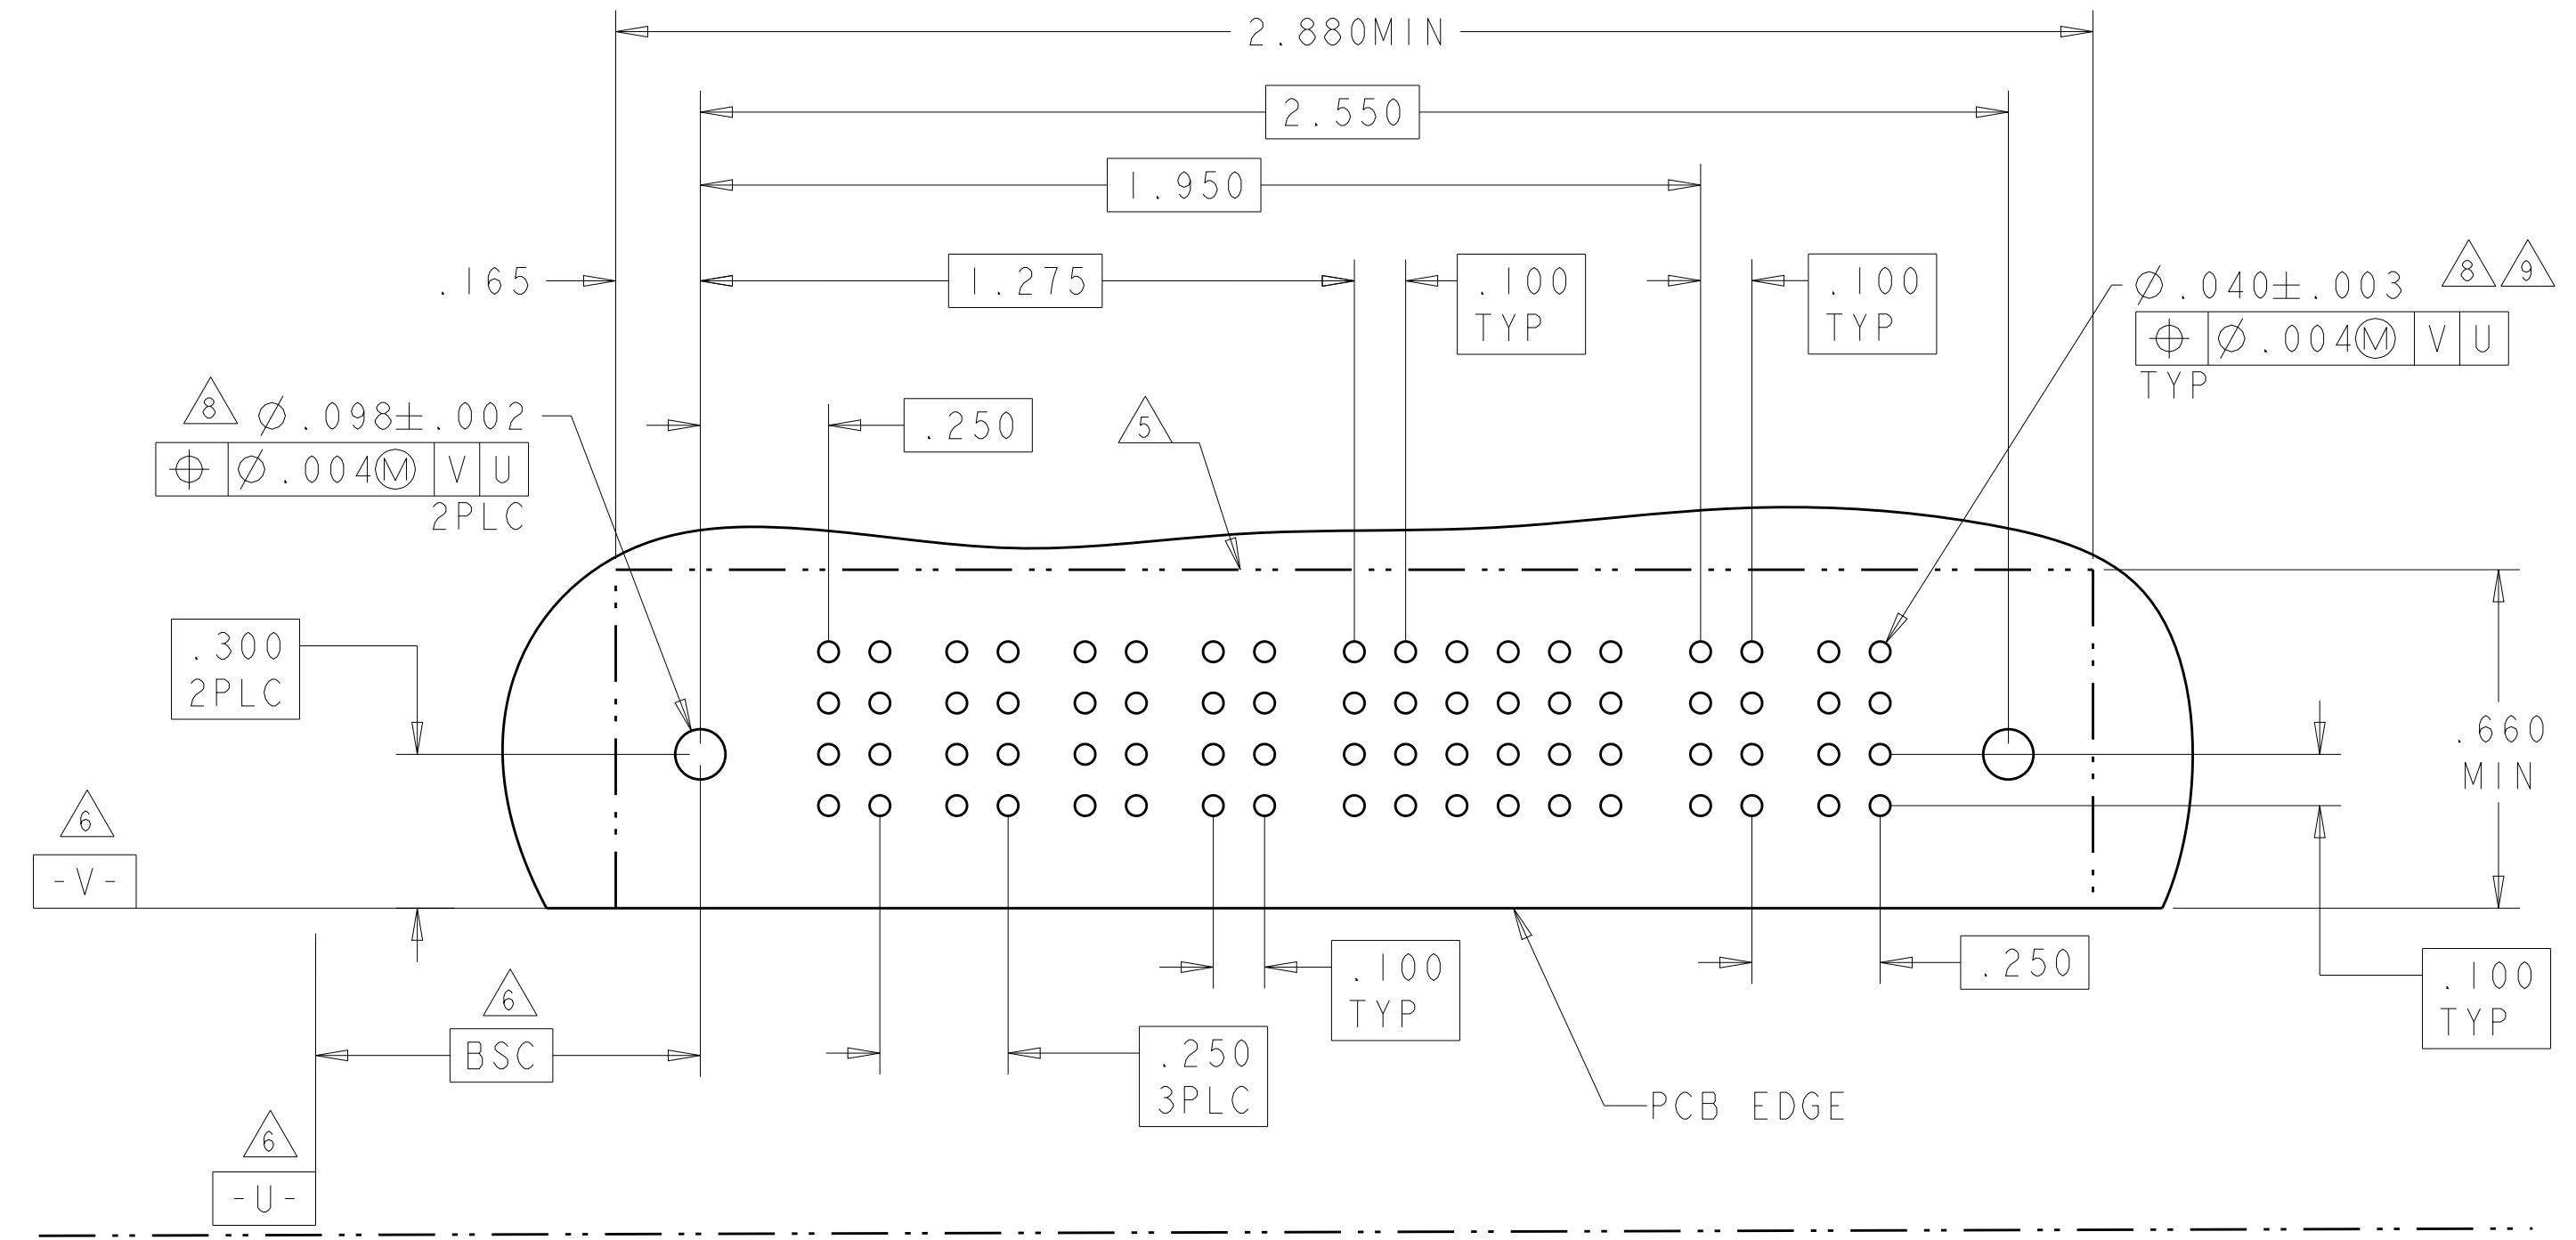 2.880MIN
2.550
1.950
.165
1.275
.100
TYP
.100
TYP
⌀.040±.003
8
9
⌖ ⌀.004Ⓜ V U
TYP
8
⌀.098±.002
⌖ ⌀.004Ⓜ V U
2PLC
.250
5
.300
2PLC
.660
MIN
6
-V-
6
BSC
6
-U-
.100
TYP
.250
3PLC
.250
.100
TYP
PCB EDGE